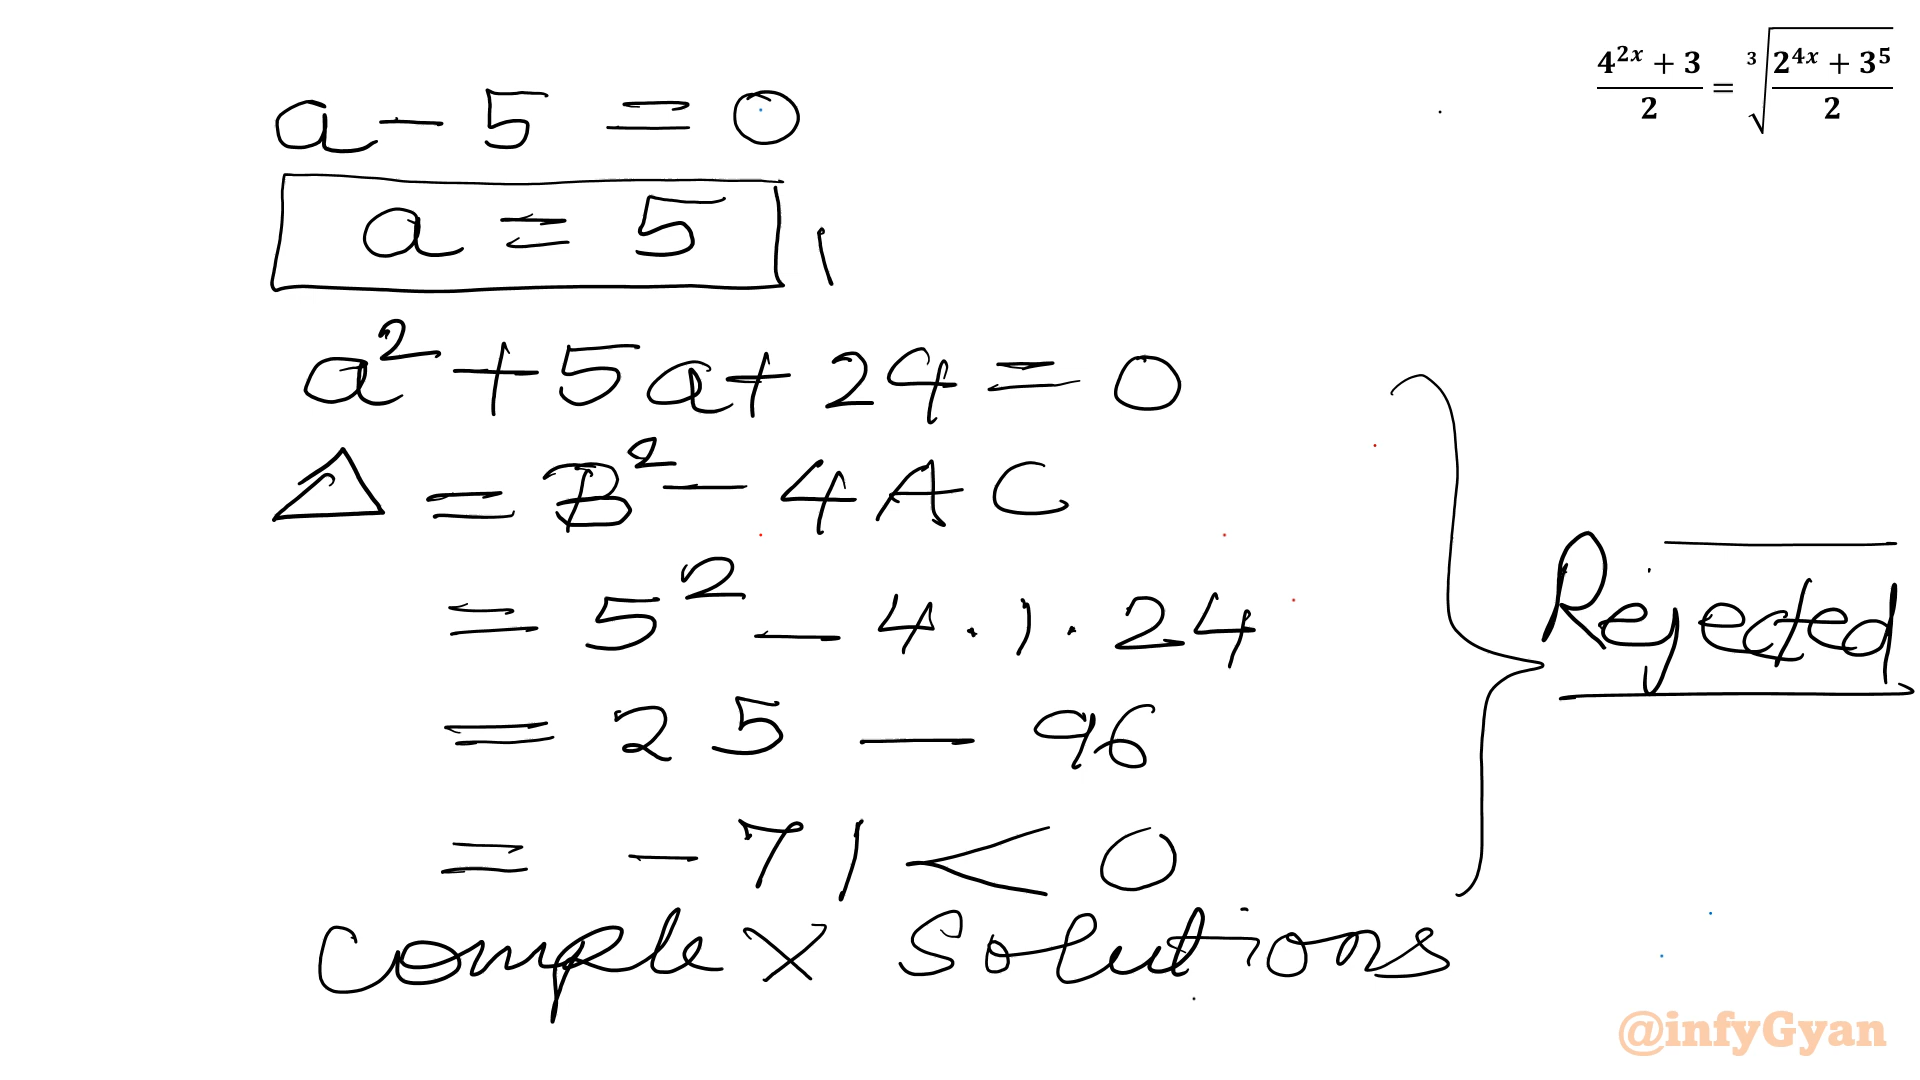 a - 5 = 0
a = 5,
a² + 5a + 24 = 0
Δ = B² - 4AC
= 5² - 4 · 1 · 24
= 25 - 96
= -71 < 0
Complex Solutions
Rejected
(4^{2x} + 3)/2 = ∛((2^{4x} + 3^5)/2)
@infyGyan